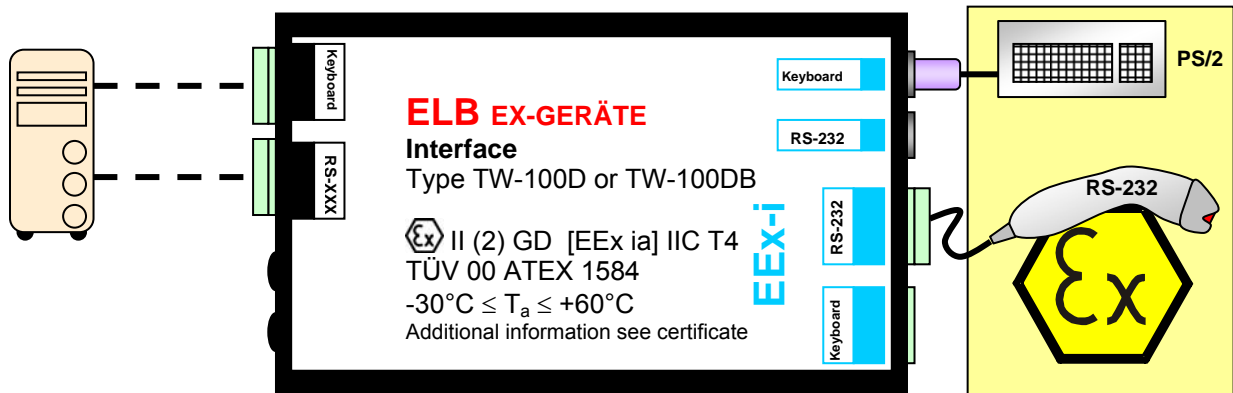 Keyboard
RS-XXX
ELB EX-GERÄTE
Interface
Type TW-100D or TW-100DB
Ex II (2) GD [EEx ia] IIC T4
TÜV 00 ATEX 1584
-30°C ≤ Ta ≤ +60°C
Additional information see certificate
EEx-i
Keyboard
RS-232
RS-232
Keyboard
PS/2
RS-232
Ex